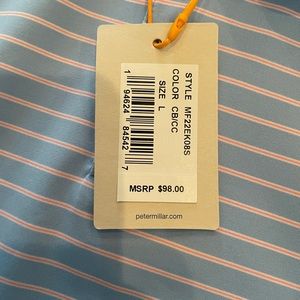 STYLE MF22EK08S
COLOR CB/CC
SIZE L
1 94624 84542 7
MSRP $98.00
petermillar.com